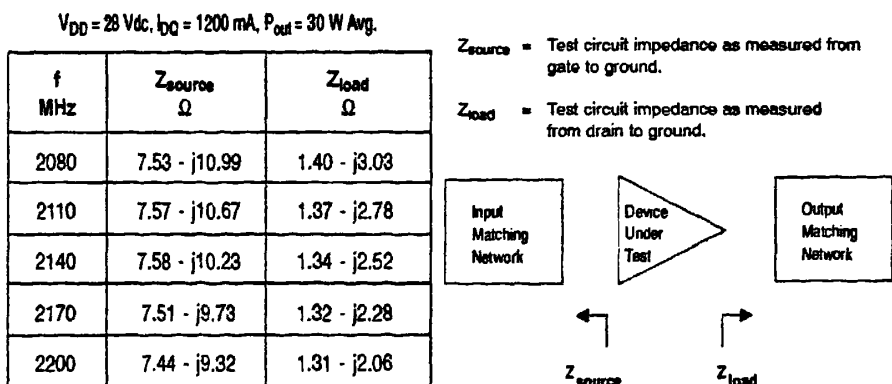 VDD = 28 Vdc, IDQ = 1200 mA, Pout = 30 W Avg.
f MHz Zsource Ω Zload Ω
2080 7.53 - j10.99 1.40 - j3.03
2110 7.57 - j10.67 1.37 - j2.78
2140 7.58 - j10.23 1.34 - j2.52
2170 7.51 - j9.73 1.32 - j2.28
2200 7.44 - j9.32 1.31 - j2.06
Zsource = Test circuit impedance as measured from
gate to ground.
Zload = Test circuit impedance as measured
from drain to ground.
Input
Matching
Network
Device
Under
Test
Output
Matching
Network
Zsource
Zload